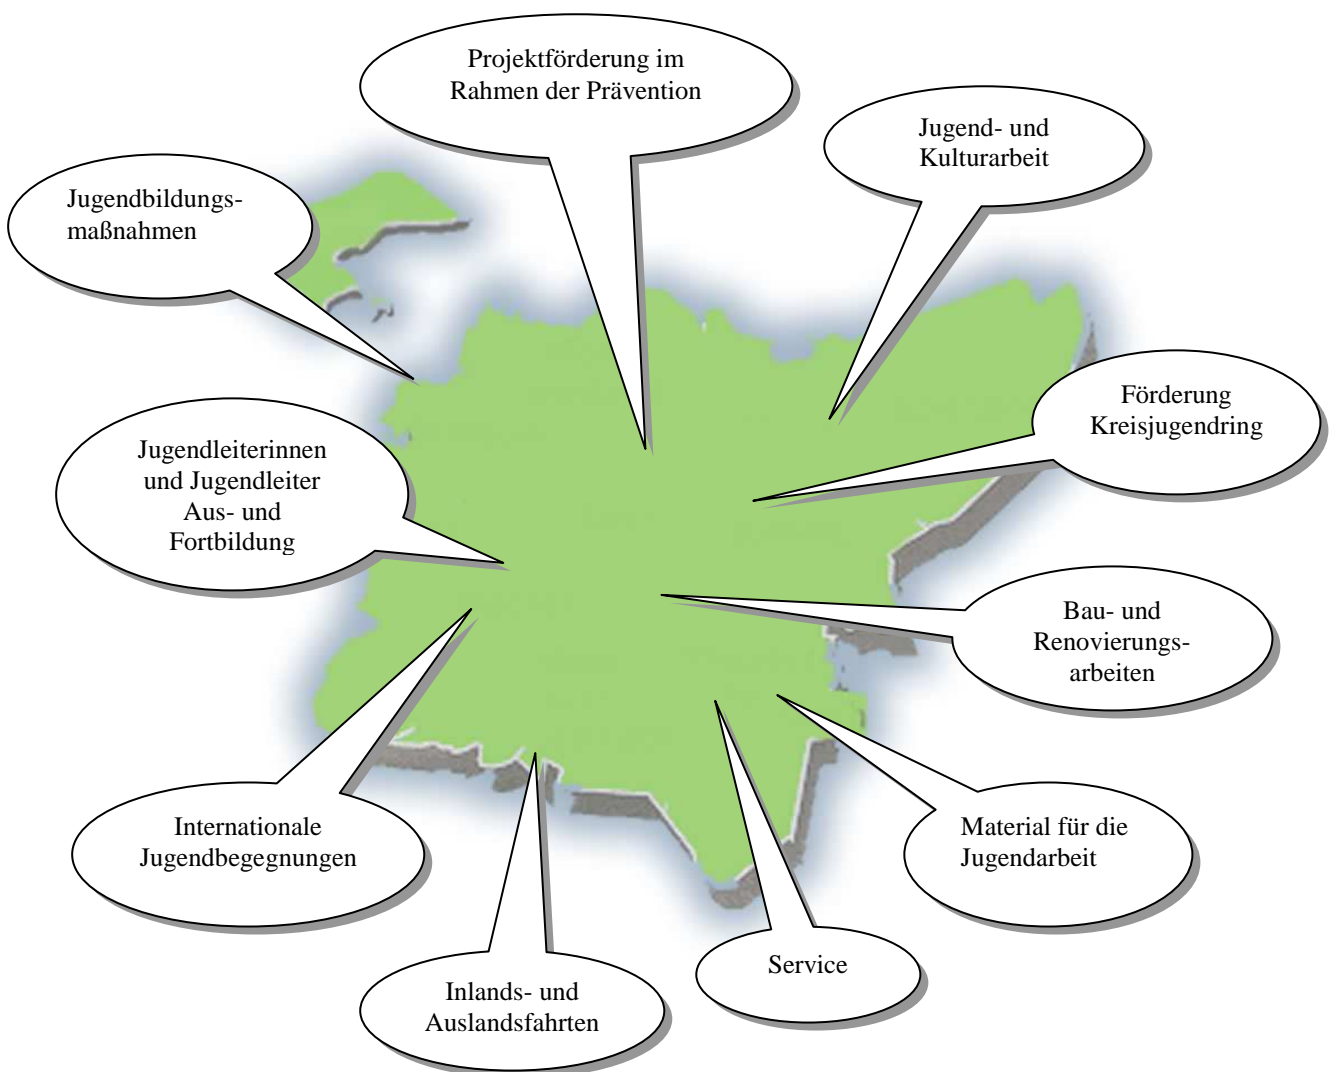 Projektförderung im
Rahmen der Prävention
Jugend- und
Kulturarbeit
Jugendbildungs-
maßnahmen
Förderung
Kreisjugendring
Jugendleiterinnen
und Jugendleiter
Aus- und
Fortbildung
Bau- und
Renovierungs-
arbeiten
Internationale
Jugendbegegnungen
Material für die
Jugendarbeit
Service
Inlands- und
Auslandsfahrten